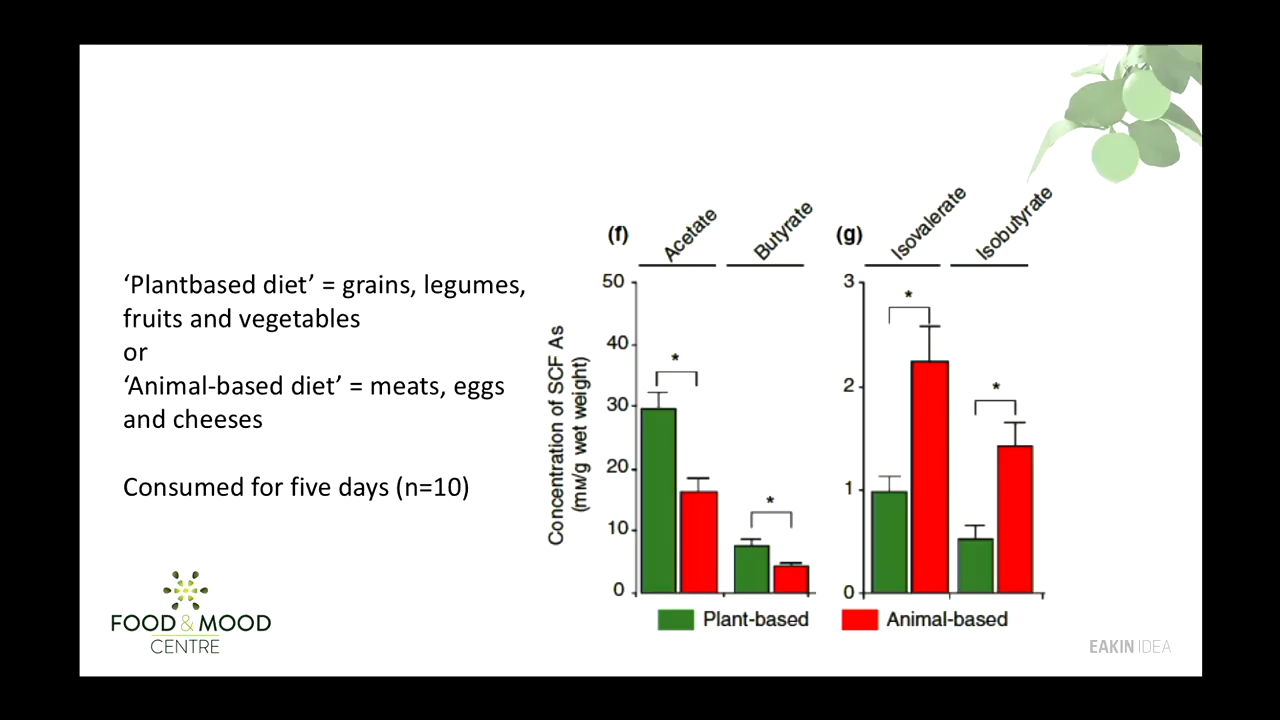 ‘Plantbased diet’ = grains, legumes,
fruits and vegetables
or
‘Animal-based diet’ = meats, eggs
and cheeses
Consumed for five days (n=10)
FOOD & MOOD
CENTRE
(f)
Acetate
Butyrate
(g)
Isovalerate
Isobutyrate
Concentration of SCF As
(mм/g wet weight)
50
40
30
20
10
0
3
2
1
0
*
*
*
*
Plant-based
Animal-based
EAKIN IDEA